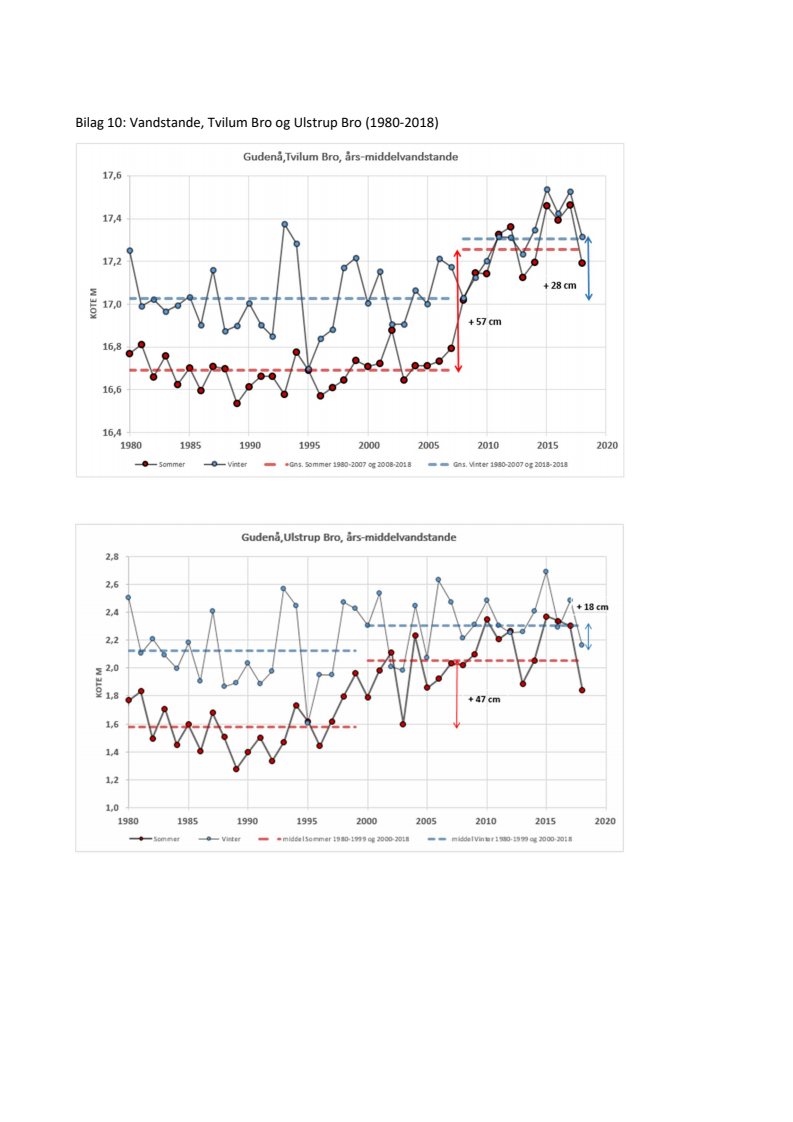 Bilag 10: Vandstande, Tvilum Bro og Ulstrup Bro (1980-2018)
Gudenå,Tvilum Bro, års-middelvandstande
KOTE M
17,6
17,4
17,2
17,0
16,8
16,6
16,4
+ 28 cm
+ 57 cm
1980 1985 1990 1995 2000 2005 2010 2015 2020
Sommer Vinter Gns. Sommer 1980-2007 og 2008-2018 Gns. Vinter 1980-2007 og 2018-2018
Gudenå,Ulstrup Bro, års-middelvandstande
KOTE M
2,8
2,6
2,4
2,2
2,0
1,8
1,6
1,4
1,2
1,0
+ 18 cm
+ 47 cm
1980 1985 1990 1995 2000 2005 2010 2015 2020
Sommer Vinter middel Sommer 1980-1999 og 2000-2018 middel Vinter 1980-1999 og 2000-2018